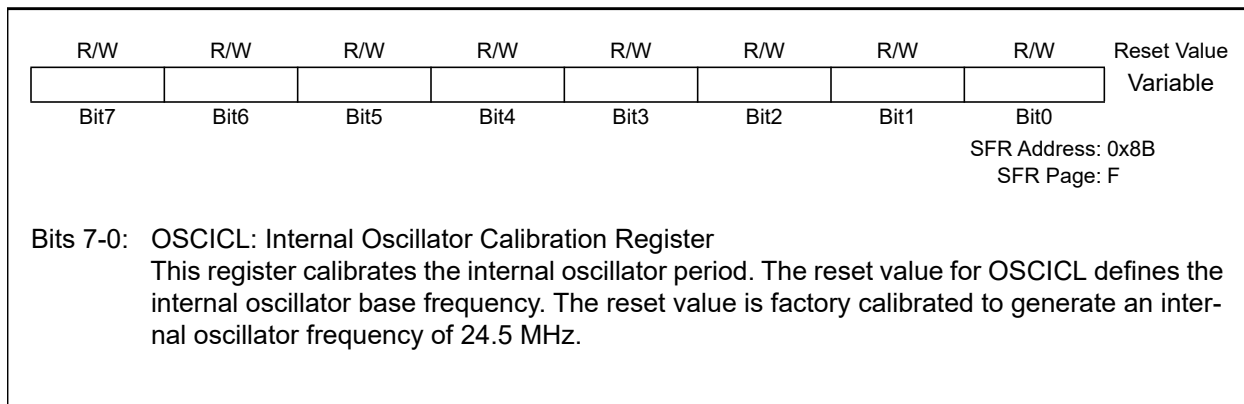 R/W R/W R/W R/W R/W R/W R/W R/W Reset Value
Variable
Bit7 Bit6 Bit5 Bit4 Bit3 Bit2 Bit1 Bit0
SFR Address: 0x8B
SFR Page: F
Bits 7-0: OSCICL: Internal Oscillator Calibration Register
This register calibrates the internal oscillator period. The reset value for OSCICL defines the
internal oscillator base frequency. The reset value is factory calibrated to generate an inter-
nal oscillator frequency of 24.5 MHz.